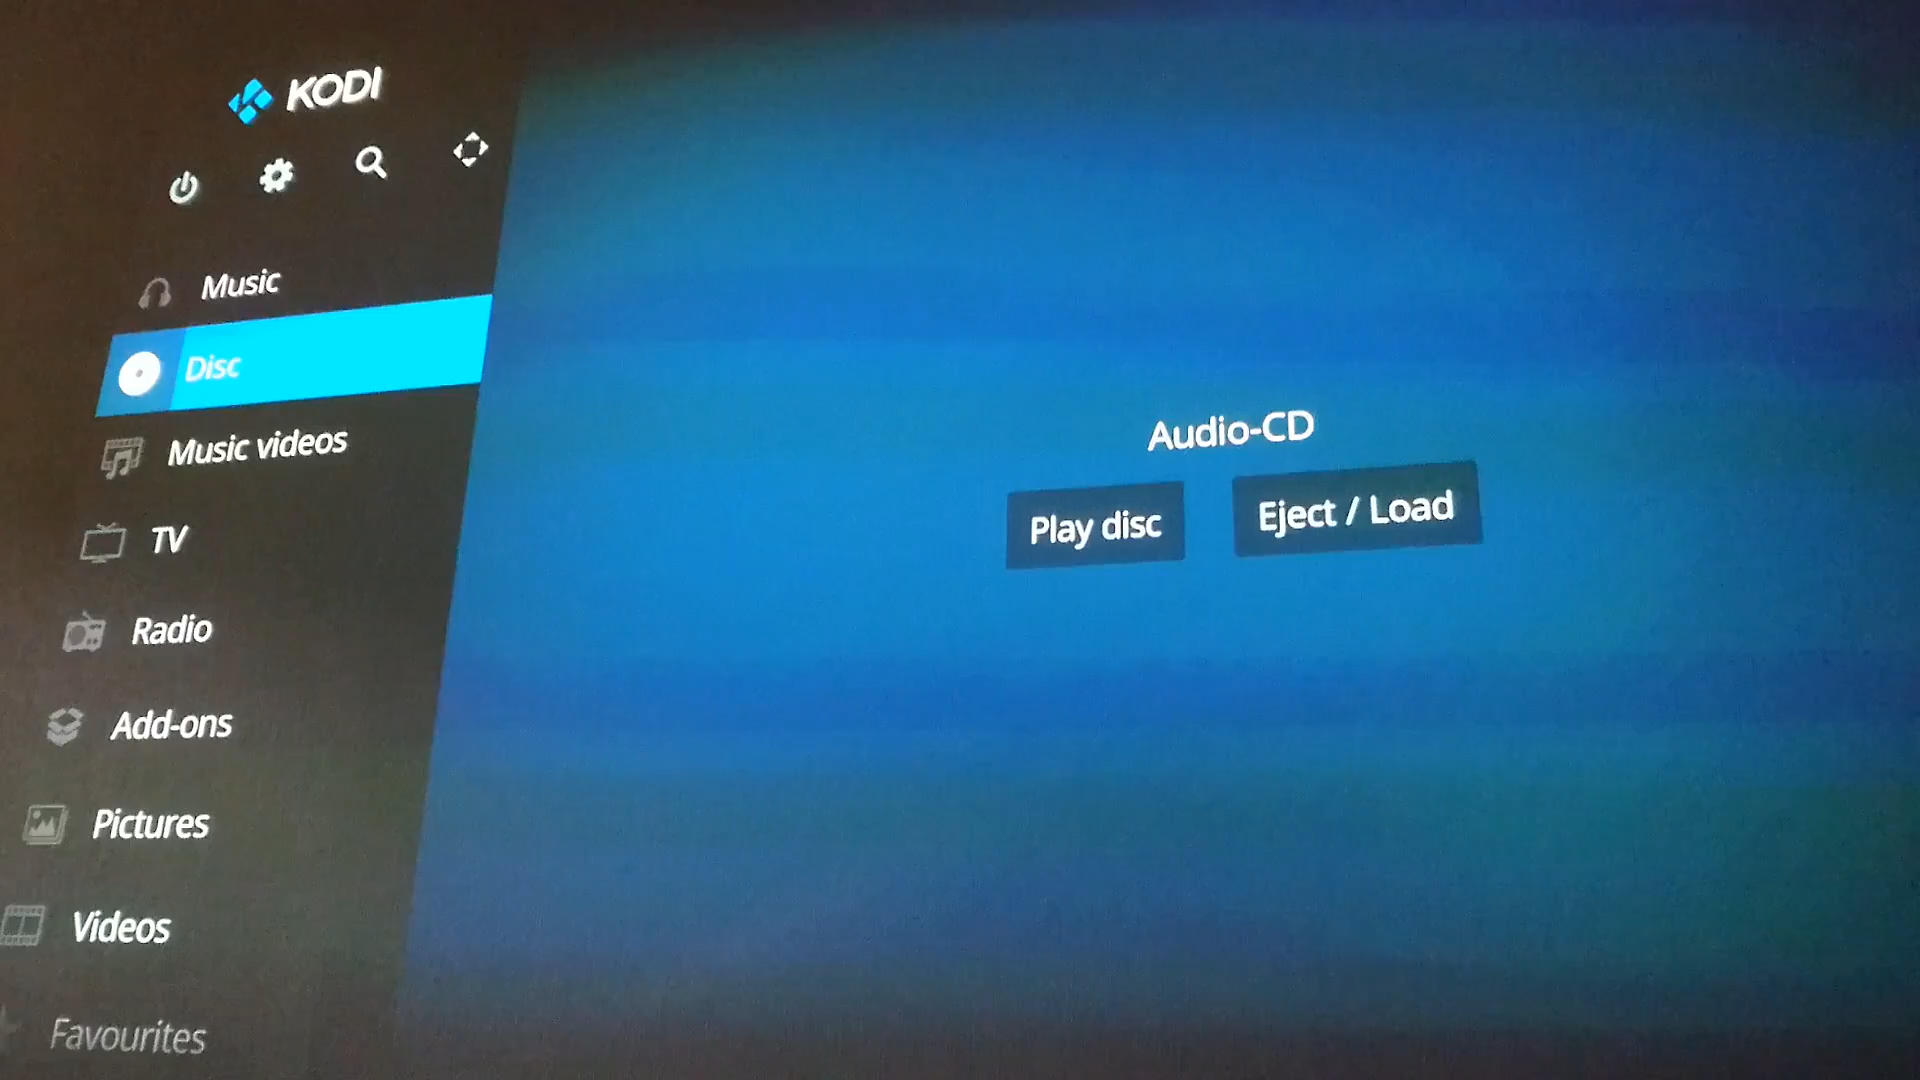 KODI
Music
Disc
Music videos
TV
Radio
Add-ons
Pictures
Videos
Favourites
Audio-CD
Play disc
Eject / Load